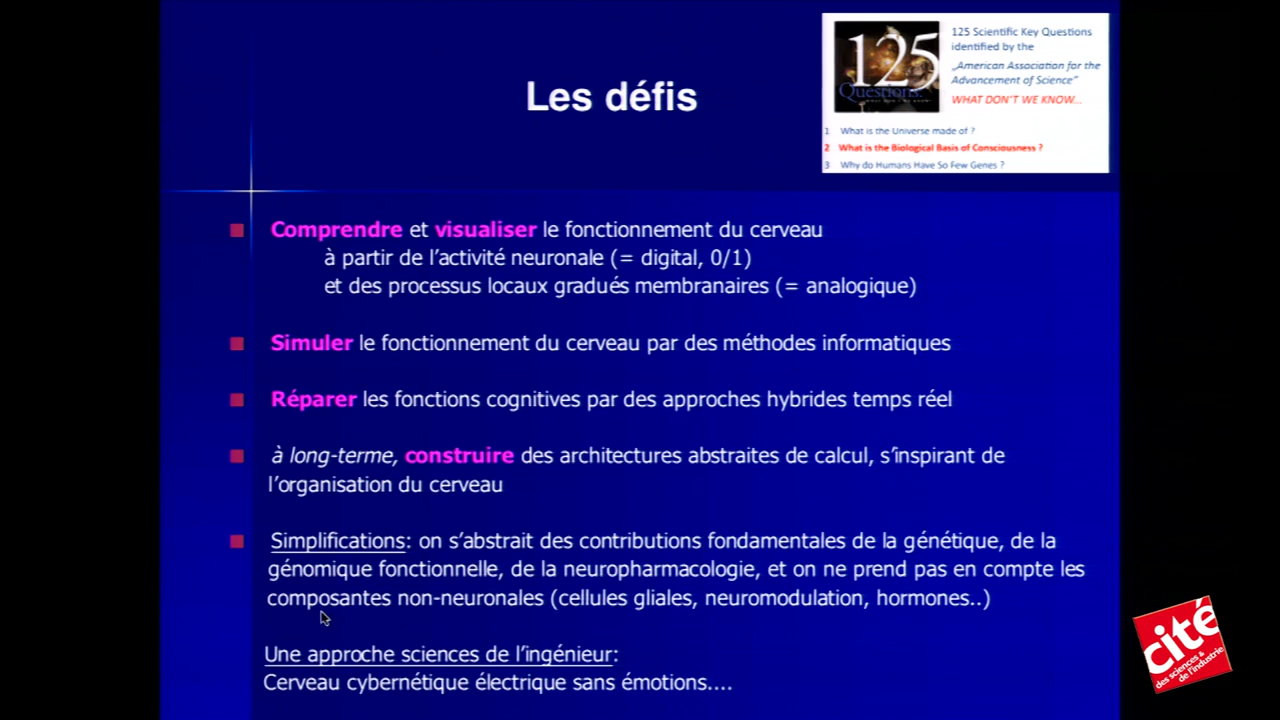 Les défis
125
Questions:
WHAT DON'T WE KNOW?
125 Scientific Key Questions
identified by the
„American Association for the
Advancement of Science"
WHAT DON'T WE KNOW...
1 What is the Universe made of ?
2 What is the Biological Basis of Consciousness ?
3 Why do Humans Have So Few Genes ?
Comprendre et visualiser le fonctionnement du cerveau
à partir de l'activité neuronale (= digital, 0/1)
et des processus locaux gradués membranaires (= analogique)
Simuler le fonctionnement du cerveau par des méthodes informatiques
Réparer les fonctions cognitives par des approches hybrides temps réel
à long-terme, construire des architectures abstraites de calcul, s'inspirant de
l'organisation du cerveau
Simplifications: on s'abstrait des contributions fondamentales de la génétique, de la
génomique fonctionnelle, de la neuropharmacologie, et on ne prend pas en compte les
composantes non-neuronales (cellules gliales, neuromodulation, hormones..)
Une approche sciences de l'ingénieur:
Cerveau cybernétique électrique sans émotions....
cité
des sciences &
de l'industrie